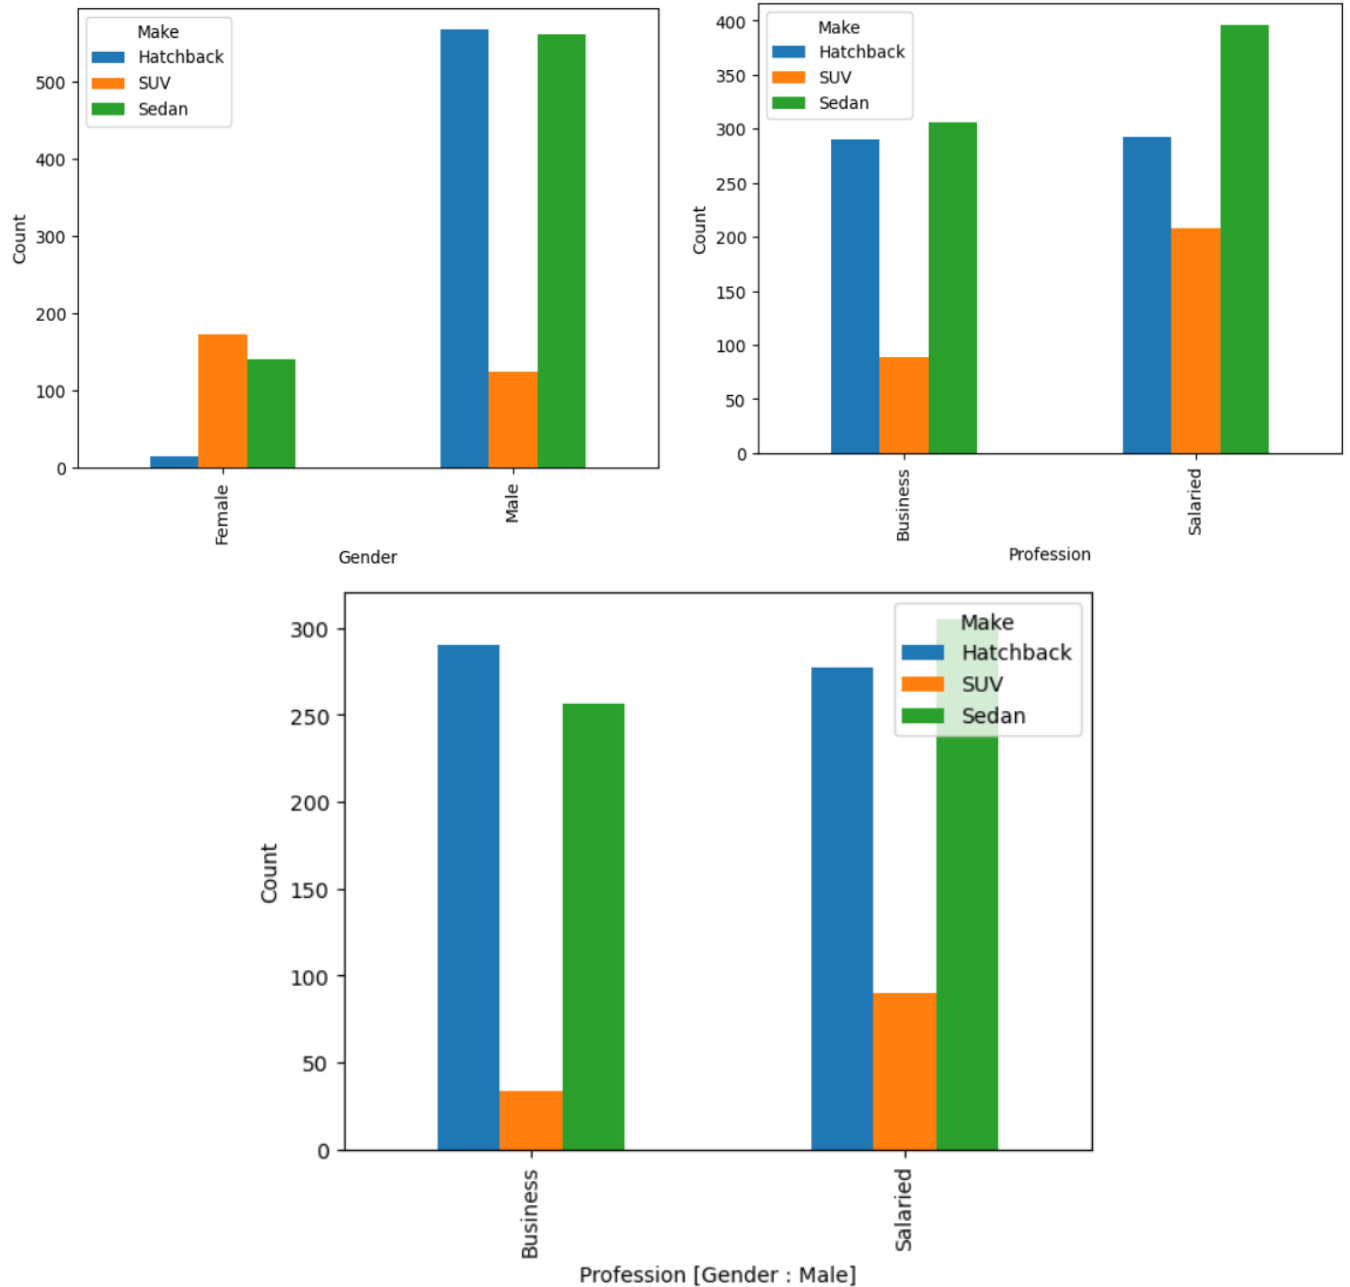 Make
Hatchback
SUV
Sedan
500
400
300
200
100
0
Count
Female
Male
Gender
Make
Hatchback
SUV
Sedan
400
350
300
250
200
150
100
50
0
Count
Business
Salaried
Profession
Make
Hatchback
SUV
Sedan
300
250
200
150
100
50
0
Count
Business
Salaried
Profession [Gender : Male]